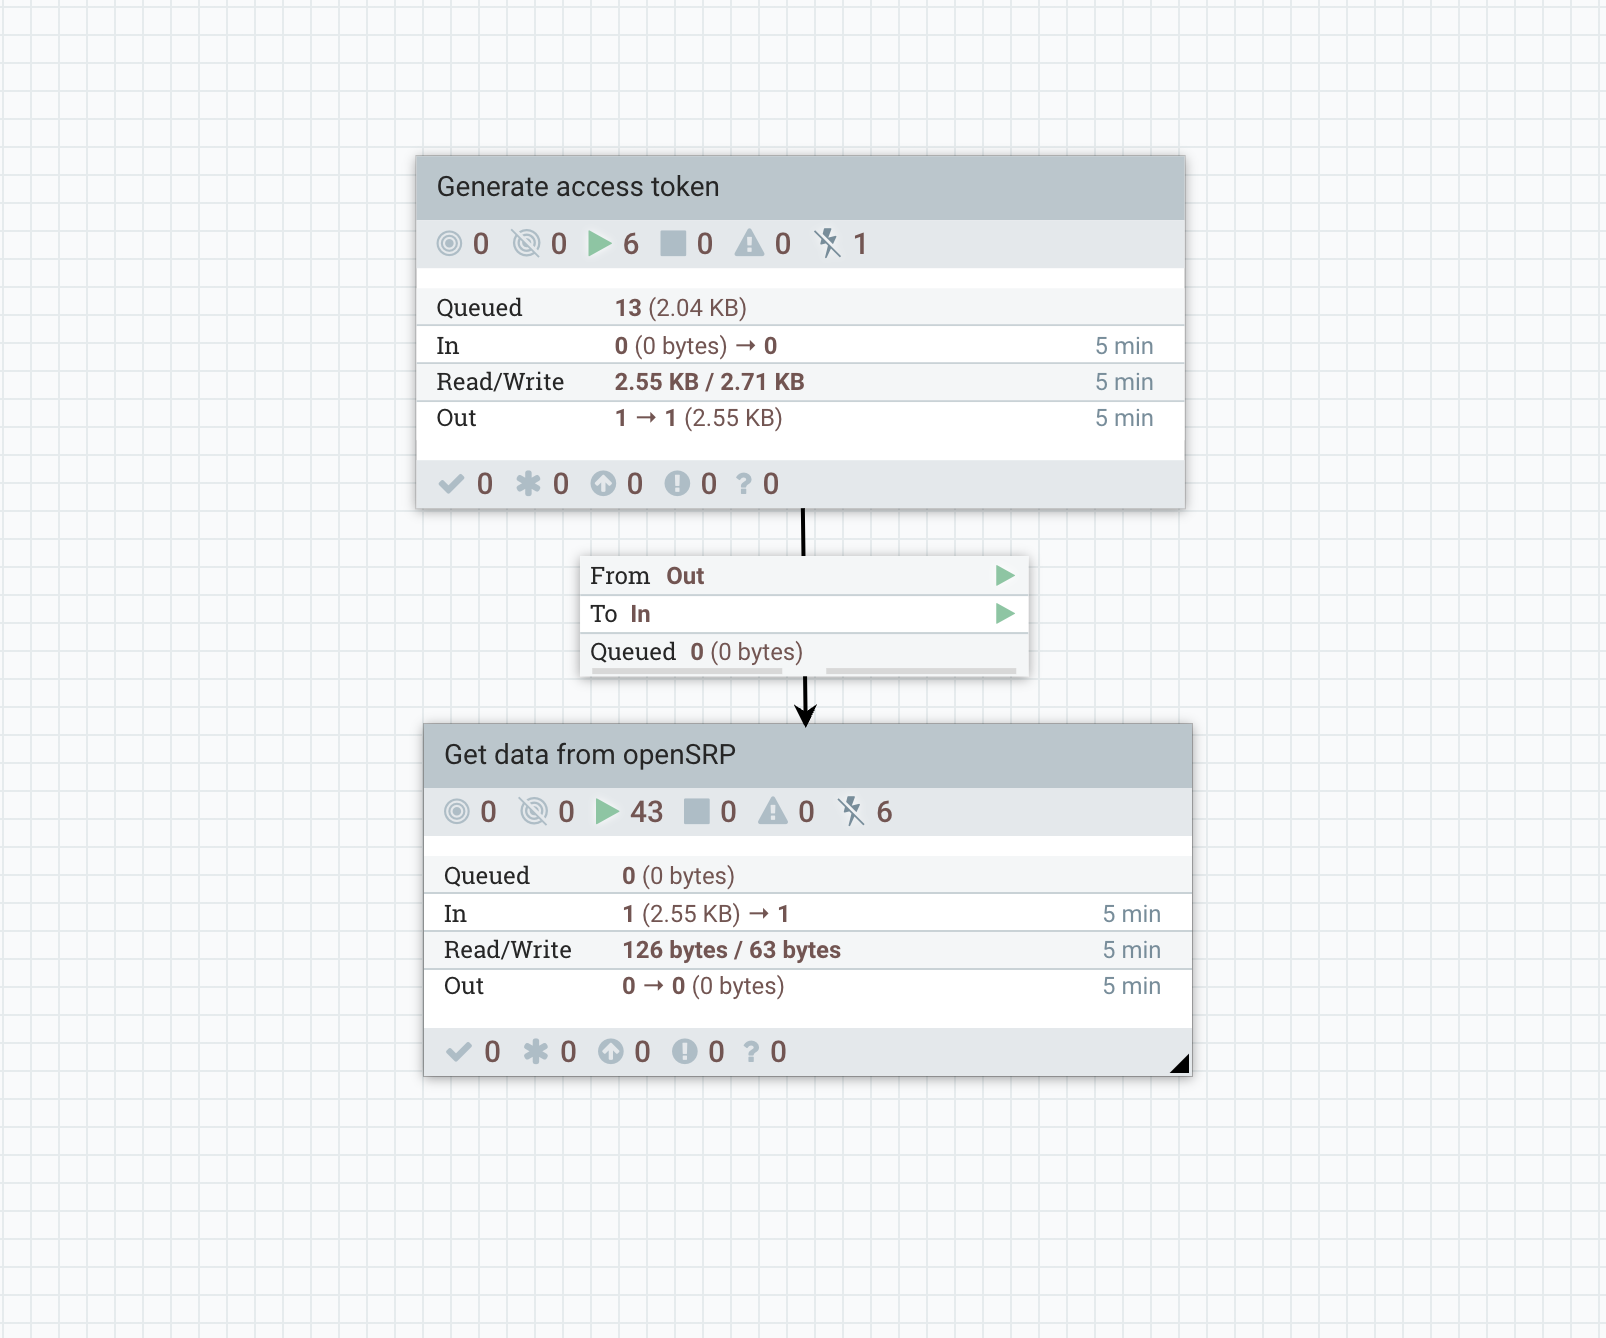 Generate access token
0 0 6 0 0 1
Queued 13 (2.04 KB)
In 0 (0 bytes) → 0 5 min
Read/Write 2.55 KB / 2.71 KB 5 min
Out 1 → 1 (2.55 KB) 5 min
0 0 0 0 ? 0
From Out
To In
Queued 0 (0 bytes)
Get data from openSRP
0 0 43 0 0 6
Queued 0 (0 bytes)
In 1 (2.55 KB) → 1 5 min
Read/Write 126 bytes / 63 bytes 5 min
Out 0 → 0 (0 bytes) 5 min
0 0 0 0 ? 0